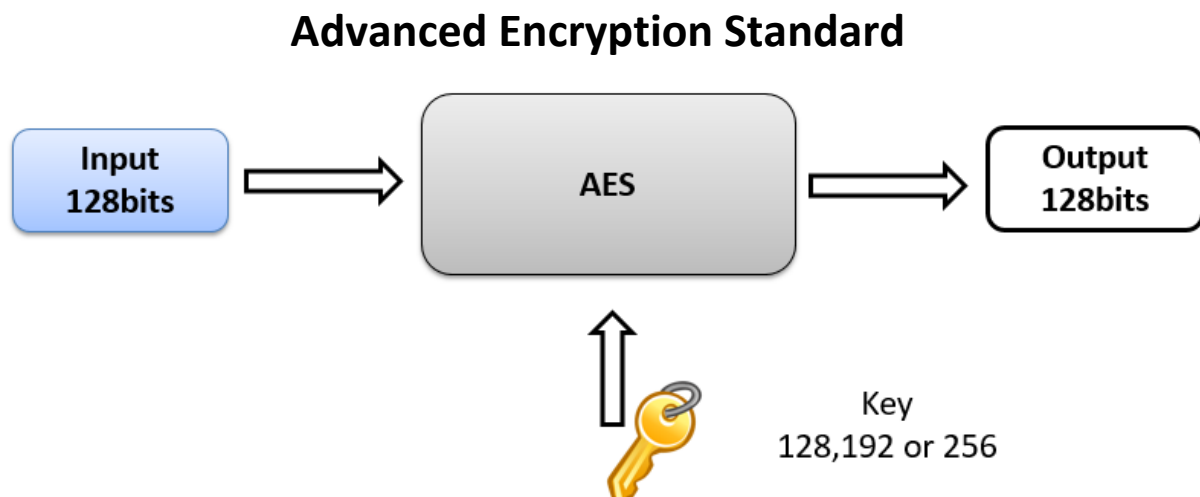 Advanced Encryption Standard
Input
128bits
AES
Output
128bits
Key
128,192 or 256